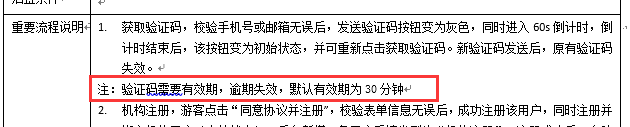 重要流程说明
1. 获取验证码，校验手机号或邮箱无误后，发送验证码按钮变为灰色，同时进入 60s 倒计时，倒
计时结束后，该按钮变为初始状态，并可重新点击获取验证码。新验证码发送后，原有验证码
失效。
注：验证码需要有效期，逾期失效，默认有效期为 30 分钟
2. 机构注册，游客点击“同意协议并注册”，校验表单信息无误后，成功注册该用户，同时注册并